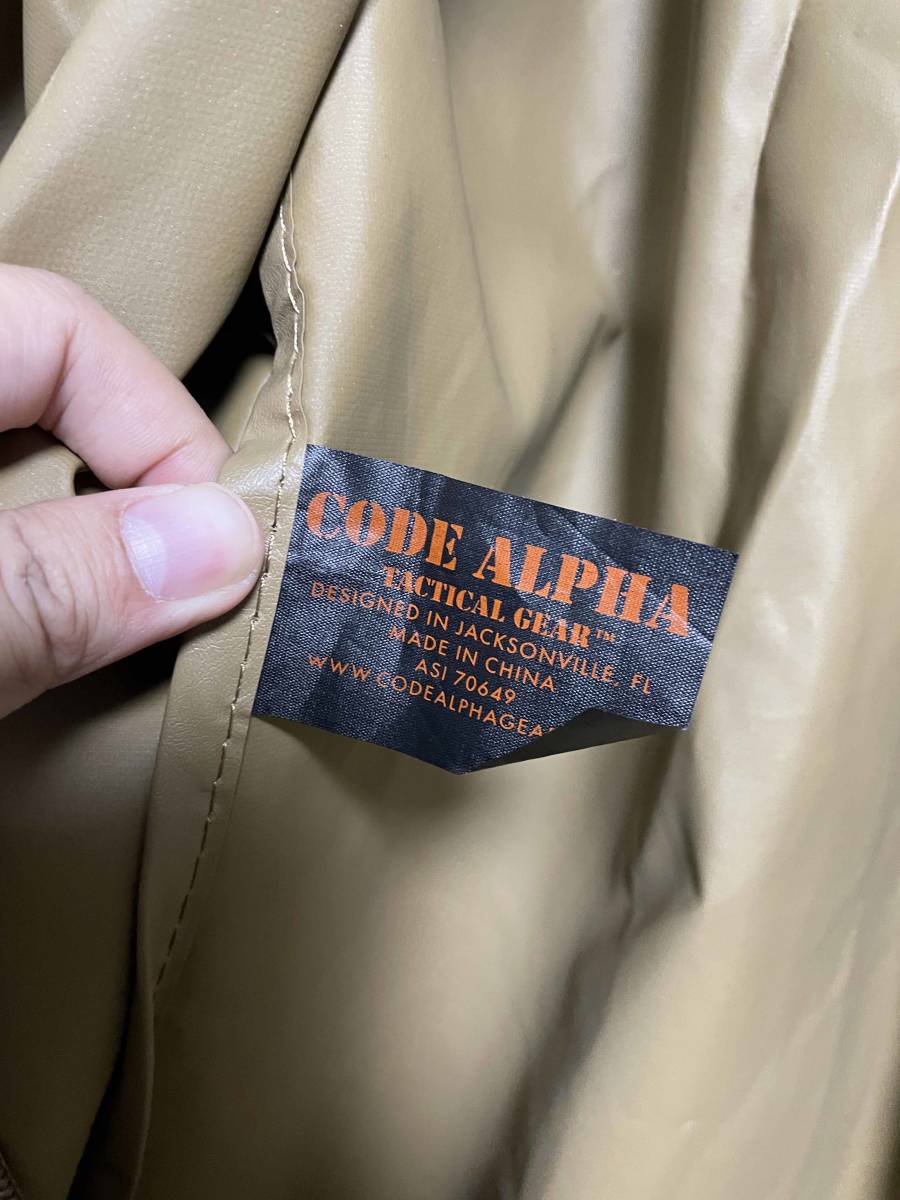 CODE ALPHA
TACTICAL GEAR™
DESIGNED IN JACKSONVILLE, FL
MADE IN CHINA
ASI 70649